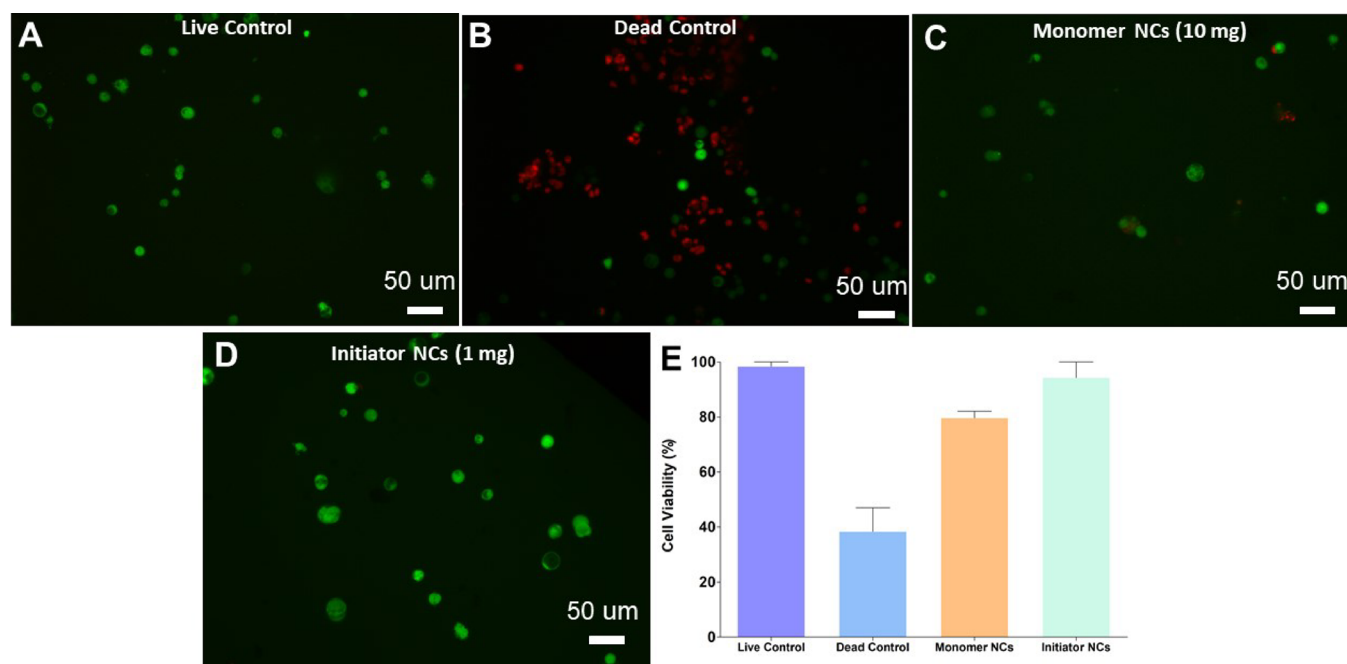 A
Live Control
50 um
B
Dead Control
50 um
C
Monomer NCs (10 mg)
50 um
D
Initiator NCs (1 mg)
50 um
E
Cell Viability (%)
100
80
60
40
20
0
Live Control
Dead Control
Monomer NCs
Initiator NCs